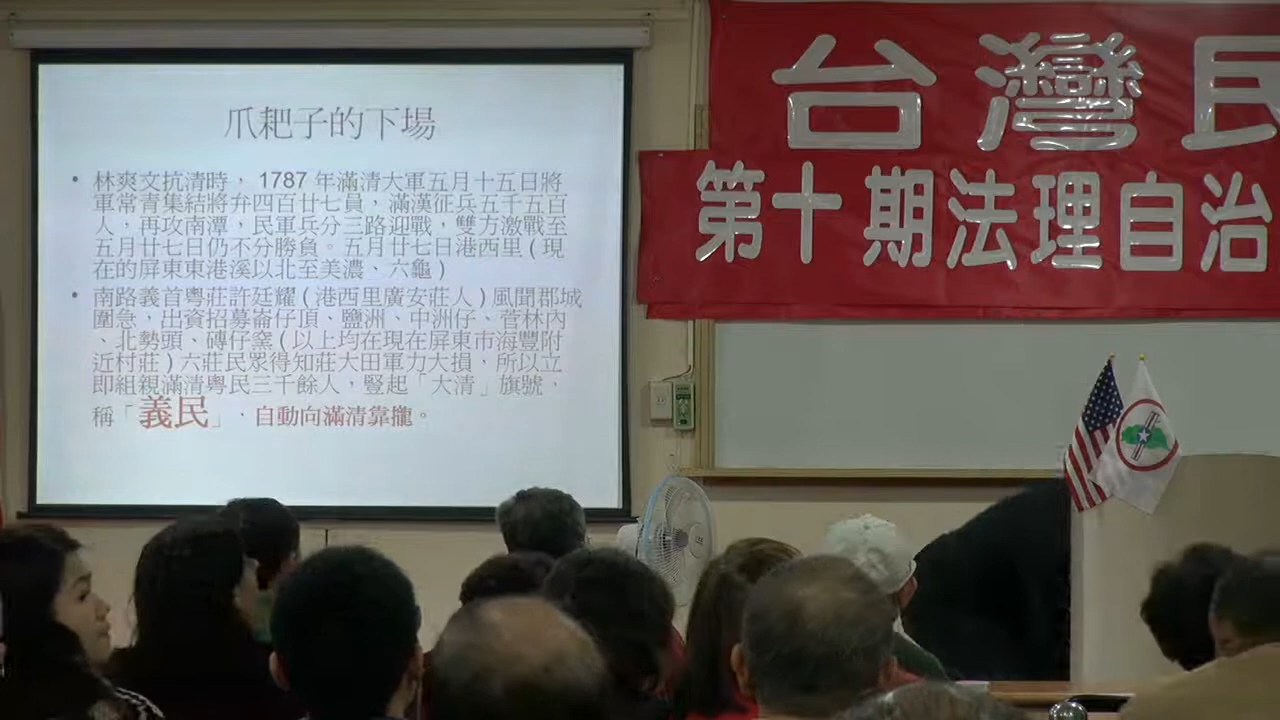 爪耙子的下場
• 林爽文抗清時， 1787 年滿清大軍五月十五日將
軍常青集結將弁四百廿七員，滿漢征兵五千五百
人，再攻南潭，民軍兵分三路迎戰，雙方激戰至
五月廿七日仍不分勝負。五月廿七日港西里 ( 現
在的屏東東港溪以北至美濃、六龜 )
• 南路義首粵莊許廷耀 ( 港西里廣安莊人 ) 風聞郡城
圍急，出資招募崙仔頂、鹽洲、中洲仔、菅林內
、北勢頭、磚仔窯 ( 以上均在現在屏東市海豐附
近村莊 ) 六莊民眾得知莊大田軍力大損，所以立
即組親滿清粵民三千餘人，豎起「大清」旗號，
稱「義民」，自動向滿清靠攏。
台灣民
第十期法理自治